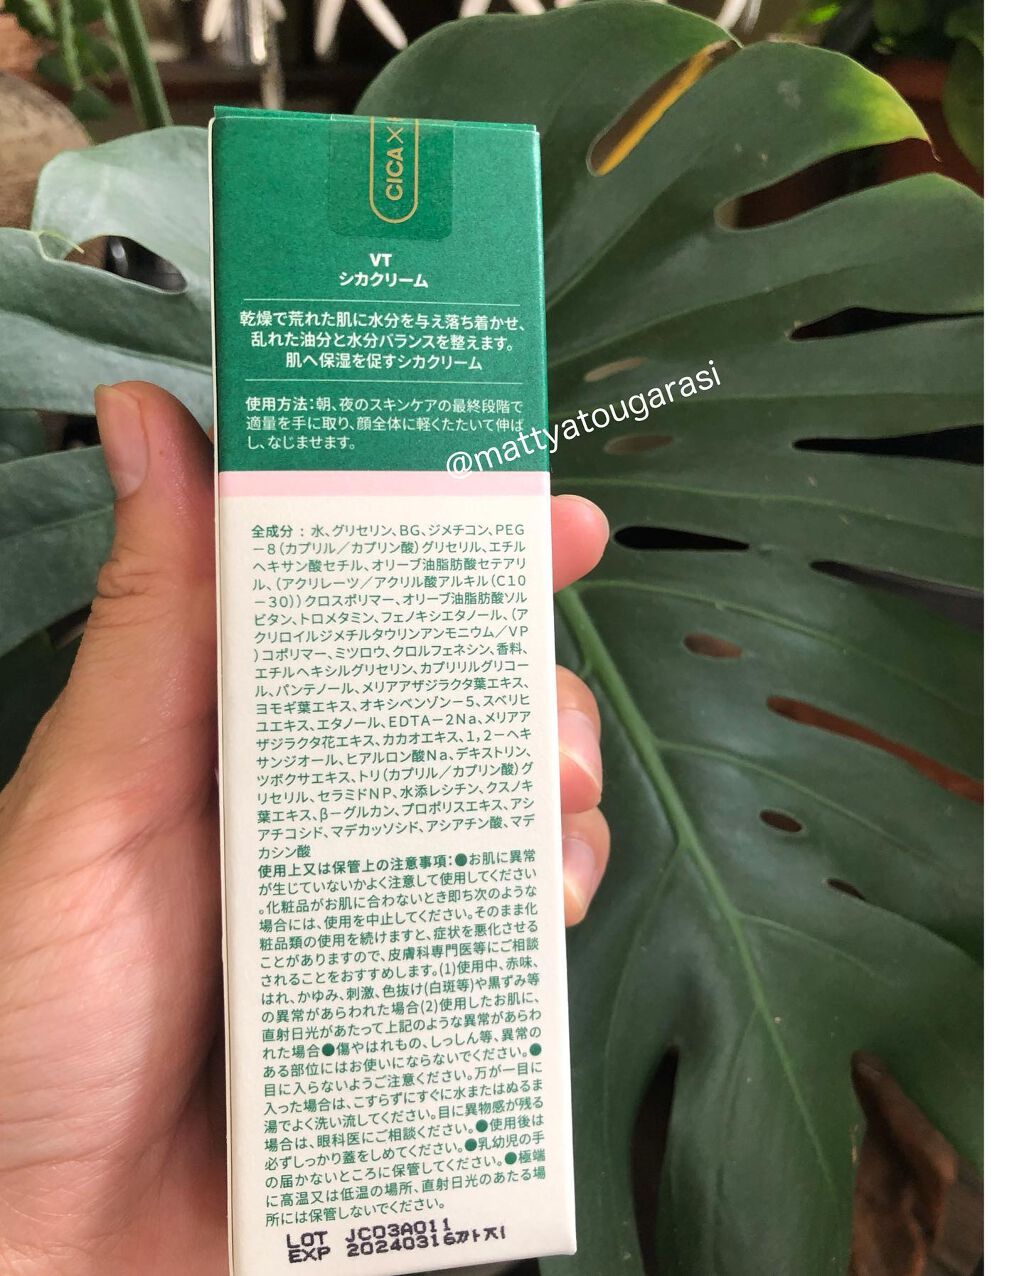 CICA×
VT
シカクリーム
乾燥で荒れた肌に水分を与え落ち着かせ、
乱れた油分と水分バランスを整えます。
肌へ保湿を促すシカクリーム
使用方法：朝、夜のスキンケアの最終段階で
適量を手に取り、顔全体に軽くたたいて伸ば
し、なじませます。
@mattyatougarasi
全成分 : 水、グリセリン、BG、ジメチコン、PEG
－8（カプリル／カプリン酸）グリセリル、エチル
ヘキサン酸セチル、オリーブ油脂肪酸セテアリ
ル、（アクリレーツ／アクリル酸アルキル（C10
－30））クロスポリマー、オリーブ油脂肪酸ソル
ビタン、トロメタミン、フェノキシエタノール、（ア
クリロイルジメチルタウリンアンモニウム／VP
）コポリマー、ミツロウ、クロルフェネシン、香料、
エチルヘキシルグリセリン、カプリリルグリコー
ル、パンテノール、メリアアザジラクタ葉エキス、
ヨモギ葉エキス、オキシベンゾン－5、スベリヒ
ユエキス、エタノール、EDTA－2Na、メリアア
ザジラクタ花エキス、カカオエキス、1,2－ヘキ
サンジオール、ヒアルロン酸Na、デキストリン、
ツボクサエキス、トリ（カプリル／カプリン酸）グ
リセリル、セラミドNP、水添レシチン、クスノキ
葉エキス、β－グルカン、プロポリスエキス、アシ
アチコシド、マデカッソシド、アシアチン酸、マデ
カシン酸
使用上又は保管上の注意事項：●お肌に異常
が生じていないかよく注意して使用してください
。化粧品がお肌に合わないとき即ち次のような
場合には、使用を中止してください。そのまま化
粧品類の使用を続けますと、症状を悪化させる
ことがありますので、皮膚科専門医等にご相談
されることをおすすめします。(1)使用中、赤味、
はれ、かゆみ、刺激、色抜け(白斑等)や黒ずみ等
の異常があらわれた場合(2)使用したお肌に、
直射日光があたって上記のような異常があらわ
れた場合●傷やはれもの、しっしん等、異常の
ある部位にはお使いにならないでください。●
目に入らないようご注意ください。万が一目に
入った場合は、こすらずにすぐに水またはぬるま
湯でよく洗い流してください。目に異物感が残る
場合は、眼科医にご相談ください。●使用後は
必ずしっかり蓋をしめてください。●乳幼児の手
の届かないところに保管してください。●極端
に高温又は低温の場所、直射日光のあたる場
所には保管しないでください。
LOT JC03A011
EXP 20240316까지